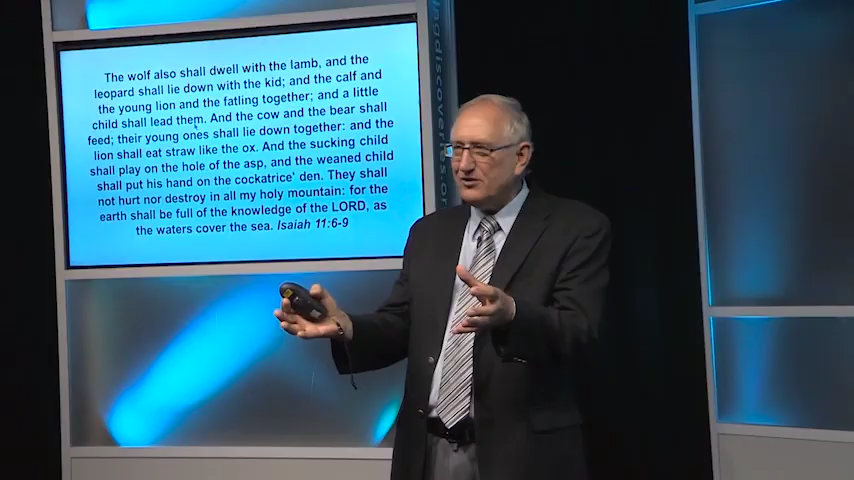 The wolf also shall dwell with the lamb, and the
leopard shall lie down with the kid; and the calf and
the young lion and the fatling together; and a little
child shall lead them. And the cow and the bear shall
feed; their young ones shall lie down together: and the
lion shall eat straw like the ox. And the sucking child
shall play on the hole of the asp, and the weaned child
shall put his hand on the cockatrice' den. They shall
not hurt nor destroy in all my holy mountain: for the
earth shall be full of the knowledge of the LORD, as
the waters cover the sea. Isaiah 11:6-9
ingdiscoveries.org